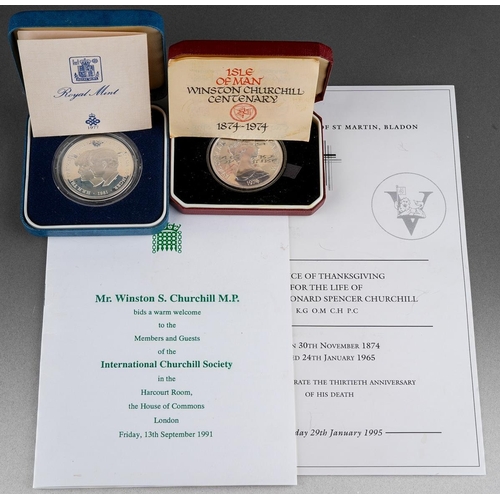 Royal Mint
1977
ISLE
OF MAN
WINSTON CHURCHILL
CENTENARY
1874-1974
OF ST MARTIN, BLADON
V
ICE OF THANKSGIVING
FOR THE LIFE OF
ONARD SPENCER CHURCHILL
K.G O.M C.H P.C
N 30TH NOVEMBER 1874
D 24TH JANUARY 1965
BRATE THE THIRTIETH ANNIVERSARY
OF HIS DEATH
day 29th January 1995
Mr. Winston S. Churchill M.P.
bids a warm welcome
to the
Members and Guests
of the
International Churchill Society
in the
Harcourt Room,
the House of Commons
London
Friday, 13th September 1991